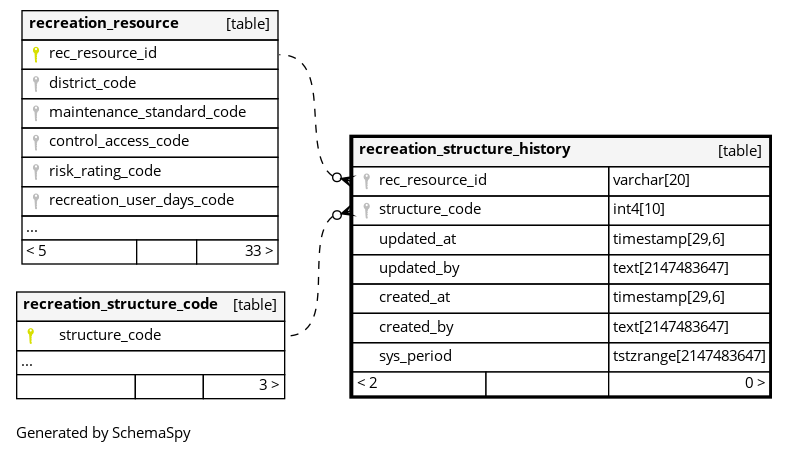 recreation_resource [table]
rec_resource_id
district_code
maintenance_standard_code
control_access_code
risk_rating_code
recreation_user_days_code
...
< 5 33 >
recreation_structure_history [table]
rec_resource_id varchar[20]
structure_code int4[10]
updated_at timestamp[29,6]
updated_by text[2147483647]
created_at timestamp[29,6]
created_by text[2147483647]
sys_period tstzrange[2147483647]
< 2 0 >
recreation_structure_code [table]
structure_code
...
3 >
Generated by SchemaSpy